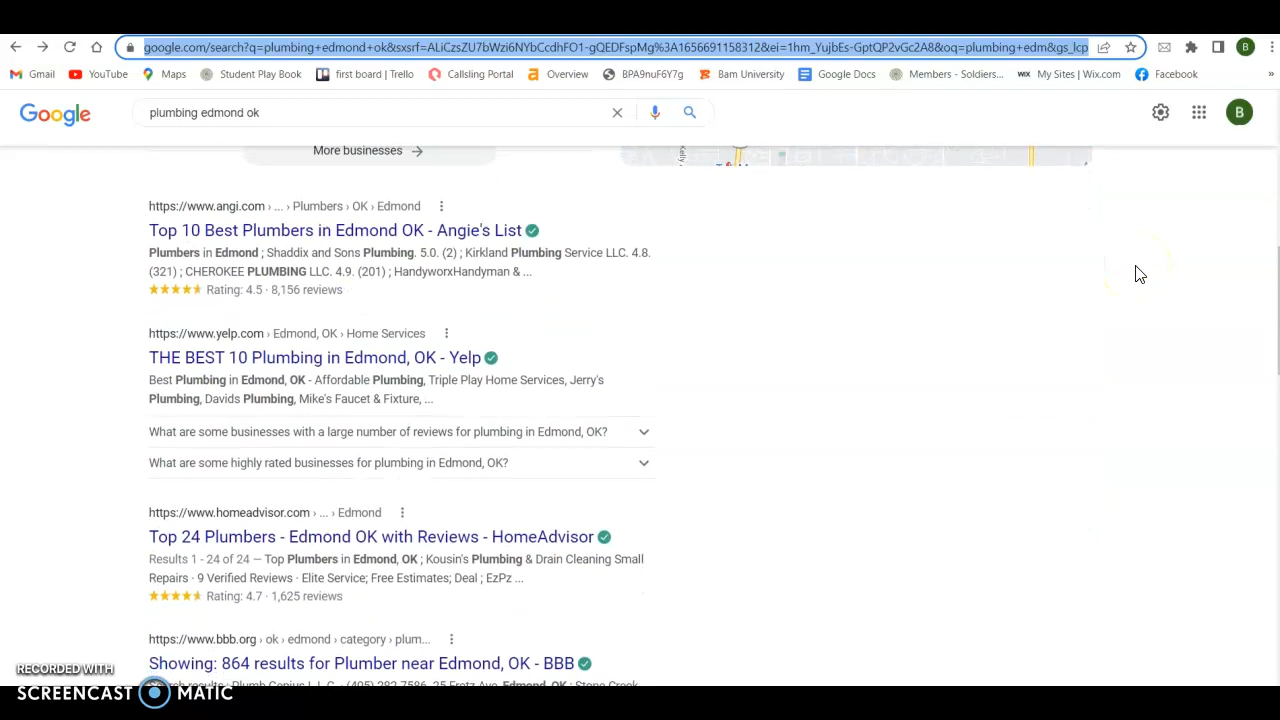 google.com/search?q=plumbing+edmond+ok&sxsrf=ALiCzsZU7bWzi6NYbCcdhFO1-gQEDFspMg%3A1656691158312&ei=1hm_YujbEs-GptQP2vGc2A8&oq=plumbing+edm&gs_lcp
B
Gmail YouTube Maps Student Play Book first board | Trello CallsIing Portal Overview BPA9nuF6Y7g Bam University Google Docs Members - Soldiers... WiX My Sites | Wix.com Facebook »
Google plumbing edmond ok B
More businesses →
https://www.angi.com › ... › Plumbers › OK › Edmond
Top 10 Best Plumbers in Edmond OK - Angie's List
Plumbers in Edmond ; Shaddix and Sons Plumbing. 5.0. (2) ; Kirkland Plumbing Service LLC. 4.8.
(321) ; CHEROKEE PLUMBING LLC. 4.9. (201) ; HandyworxHandyman & ...
Rating: 4.5 · 8,156 reviews
https://www.yelp.com › Edmond, OK › Home Services
THE BEST 10 Plumbing in Edmond, OK - Yelp
Best Plumbing in Edmond, OK - Affordable Plumbing, Triple Play Home Services, Jerry's
Plumbing, Davids Plumbing, Mike's Faucet & Fixture, ...
What are some businesses with a large number of reviews for plumbing in Edmond, OK?
What are some highly rated businesses for plumbing in Edmond, OK?
https://www.homeadvisor.com › ... › Edmond
Top 24 Plumbers - Edmond OK with Reviews - HomeAdvisor
Results 1 - 24 of 24 — Top Plumbers in Edmond, OK ; Kousin's Plumbing & Drain Cleaning Small
Repairs · 9 Verified Reviews · Elite Service; Free Estimates; Deal ; EzPz ...
Rating: 4.7 · 1,625 reviews
https://www.bbb.org › ok › edmond › category › plum...
Showing: 864 results for Plumber near Edmond, OK - BBB
RECORDED WITH
SCREENCAST MATIC